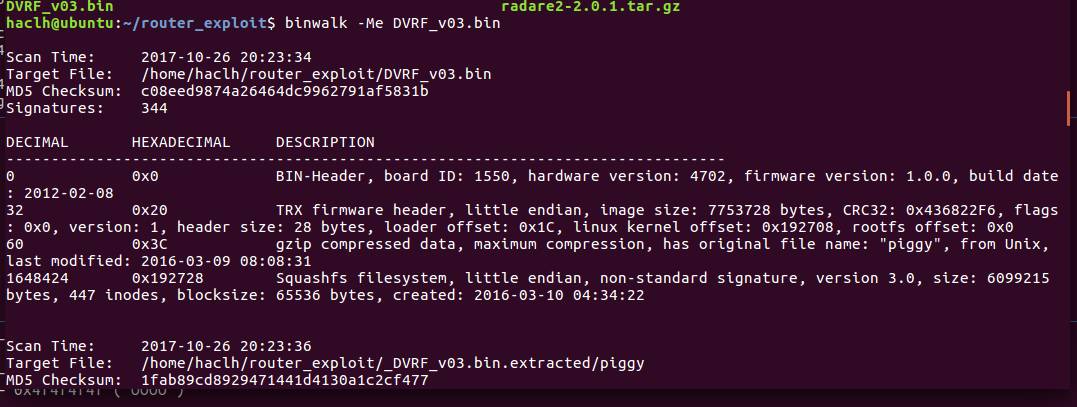 DVRF_v03.bin radare2-2.0.1.tar.gz
haclh@ubuntu:~/router_exploit$ binwalk -Me DVRF_v03.bin
Scan Time:     2017-10-26 20:23:34
Target File:   /home/haclh/router_exploit/DVRF_v03.bin
MD5 Checksum:  c08eed9874a26464dc9962791af5831b
Signatures:    344
DECIMAL       HEXADECIMAL     DESCRIPTION
--------------------------------------------------------------------------------
0             0x0             BIN-Header, board ID: 1550, hardware version: 4702, firmware version: 1.0.0, build date
: 2012-02-08
32            0x20            TRX firmware header, little endian, image size: 7753728 bytes, CRC32: 0x436822F6, flags
: 0x0, version: 1, header size: 28 bytes, loader offset: 0x1C, linux kernel offset: 0x192708, rootfs offset: 0x0
60            0x3C            gzip compressed data, maximum compression, has original file name: "piggy", from Unix,
last modified: 2016-03-09 08:08:31
1648424       0x192728        Squashfs filesystem, little endian, non-standard signature, version 3.0, size: 6099215
bytes, 447 inodes, blocksize: 65536 bytes, created: 2016-03-10 04:34:22
Scan Time:     2017-10-26 20:23:36
Target File:   /home/haclh/router_exploit/_DVRF_v03.bin.extracted/piggy
MD5 Checksum:  1fab89cd8929471441d4130a1c2cf477